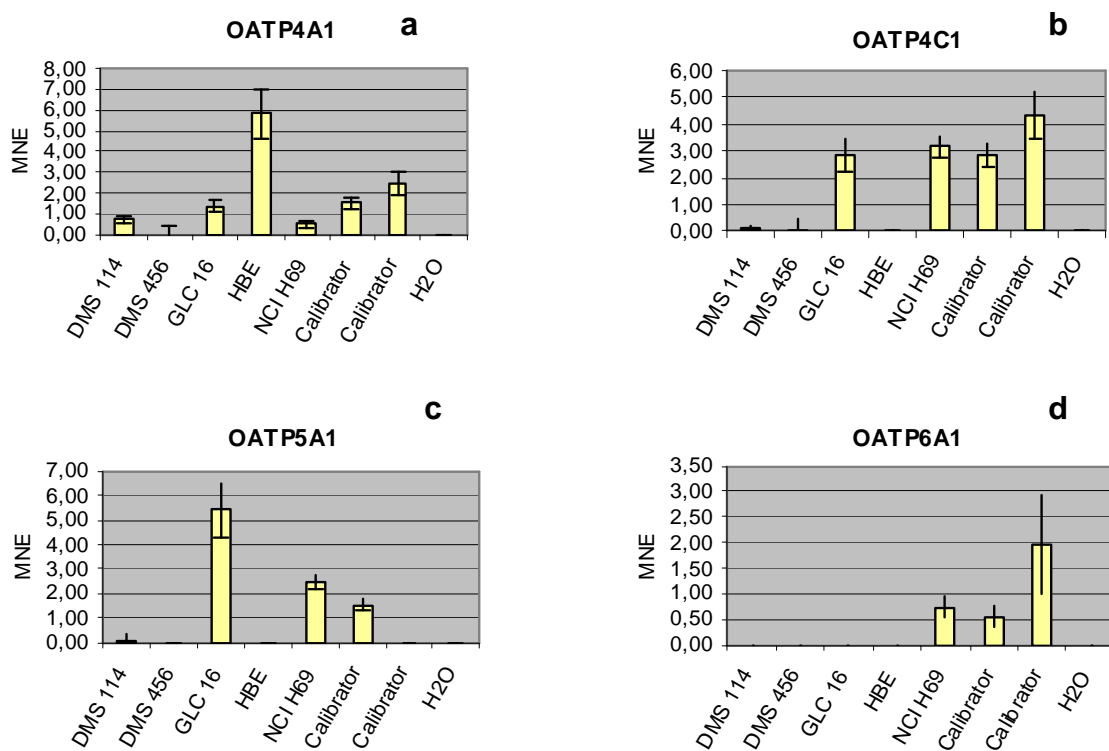 OATP4A1 a
MNE
8,00
7,00
6,00
5,00
4,00
3,00
2,00
1,00
0,00
DMS 114
DMS 456
GLC 16
HBE
NCI H69
Calibrator
Calibrator
H2O
OATP4C1 b
MNE
6,00
5,00
4,00
3,00
2,00
1,00
0,00
DMS 114
DMS 456
GLC 16
HBE
NCI H69
Calibrator
Calibrator
H2O
OATP5A1 c
MNE
7,00
6,00
5,00
4,00
3,00
2,00
1,00
0,00
DMS 114
DMS 456
GLC 16
HBE
NCI H69
Calibrator
Calibrator
H2O
OATP6A1 d
MNE
3,50
3,00
2,50
2,00
1,50
1,00
0,50
0,00
DMS 114
DMS 456
GLC 16
HBE
NCI H69
Calibrator
Calibrator
H2O